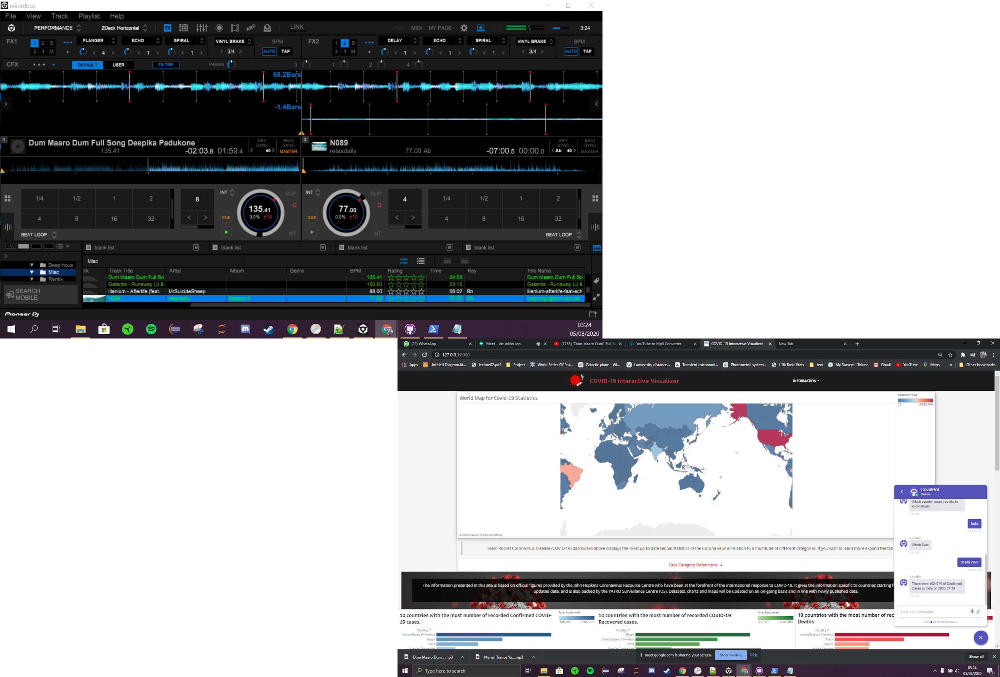 rekordbox
File View Track Playlist Help
PERFORMANCE 2Deck Horizontal FX ABC LINK PAD MIDI MY PAGE 3:24
FX1 1 2 S FLANGER ECHO SPIRAL VINYL BRAKE BPM FX2 1 2 S DELAY ECHO SPIRAL VINYL BRAKE BPM
3 4 M < 4 > < 1 > < 1 > < 3/4 > AUTO TAP 3 4 M < 1 > < 1 > < 1 > < 3/4 > AUTO TAP
CFX DEFAULT USER FILTER PARAM 3 1 2 4
68.2Bars
-1.4Bars
1 Dum Maaro Dum Full Song Deepika Padukone KEY SYNC BEAT SYNC
135.41 -02:03.8 01:59.4 < ±0 > MASTER
2 N089 KEY SYNC BEAT SYNC
relaxdaily 77.00 Ab -07:00.5 00:00.0 < Ab ±0 > MASTER
1/4 1/2 1 2 8 INT SLIP INT SLIP 4 1/4 1/2 1 2
135.41 Q 77.00 Q
0.0% ±10 0.0% ±10
4 8 16 32 < > CUE CUE < > 4 8 16 32
BEAT LOOP MT MT BEAT LOOP
TAG blank list blank list blank list blank list
Deep hous
Misc
Remix
SEARCH
MOBILE
Misc
rk Track Title Artist Album Genre BPM Rating Time Key File Name
Dum Maaro Dum Full So 135.41 04:03 Dum Maaro Dum Full So
Galantis - Runaway (U & 150.00 03:15 Galantis - Runaway (U &
Illenium - Afterlife (feat. MrSuicideSheep 88.00 06:02 Bb illenium-afterlife-feat-ech
N089 relaxdaily Season 3 77.00 07:00 Ab inspiring-light-music-cal
Pioneer Dj
03:24
05/08/2020
(29) WhatsApp Meet – eic-wkhn-iqn (1753) "Dum Maaro Dum" Full Sc YouTube to Mp3 Converter COVID-19 Interactive Visualizer New Tab
127.0.0.1:8000
Apps Untitled Diagram.ht... lecture02.pdf Project World Series Of Pok... Galactic plane - Wi... Luminosity distance... Transient astronomi... Photometric system... L18: Basic Stats text My Surveys | Toluna Gmail YouTube Maps » Other bookmarks
COVID-19 Interactive Visualizer INFORMATION
World Map for Covid-19 Statistics
Totalconfirmed
10 4,620,444
© 2020 Mapbox © OpenStreetMap
Team Rocket Coronavirus Disease (COVID-19) dashboard above displays the most up to date Global statistics of the Corona virus in relation to a multitude of different categories. If you wish to learn more expand the tab
Case Category Defenitions +
The information presented in this site is based on official figures provided by the John Hopkins Coronavirus Resource Centre who have been at the forefront of the international response to COVID-19. It gives the information specific to countries starting f
updated date, and is also backed by the YATKO Surveillance Centre (US). Datasets, charts and maps will be updated on an on-going basis and in line with newly published data.
10 countries with the most number of recorded Confirmed COVID-
19 cases.
Total Confirmed
306,181 4,620,444
Country
United States of America
Brazil
India
Russian Federation
10 countries with the most number of recorded COVID-19
Recovered cases.
Total Recovered
247,177 2,037,982
Country
Brazil
United States of America
India
10 countries with the most number of rec
Deaths.
447
Country
United States of America
Brazil
Mexico
United Kingdom
CovidBot
Online
Which country would you like to
know about?
3:24 AM
India
3:24 AM
CovidBot
Which Date
3:24 AM
30 july 2020
3:24 AM
CovidBot
There were 1634746 of Confirmed
Cases in India on 2020-07-30
3:24 AM
Type your message...
Chat by Kommunicate.io
Dum Maaro Dum....mp3 Manali Trance Yo....mp3 meet.google.com is sharing your screen. Stop sharing Hide Show all
Type here to search
03:24
05/08/2020